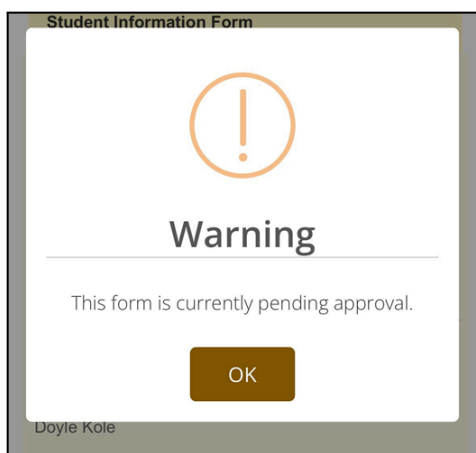 Student Information Form
Warning
This form is currently pending approval.
OK
Doyle Kole